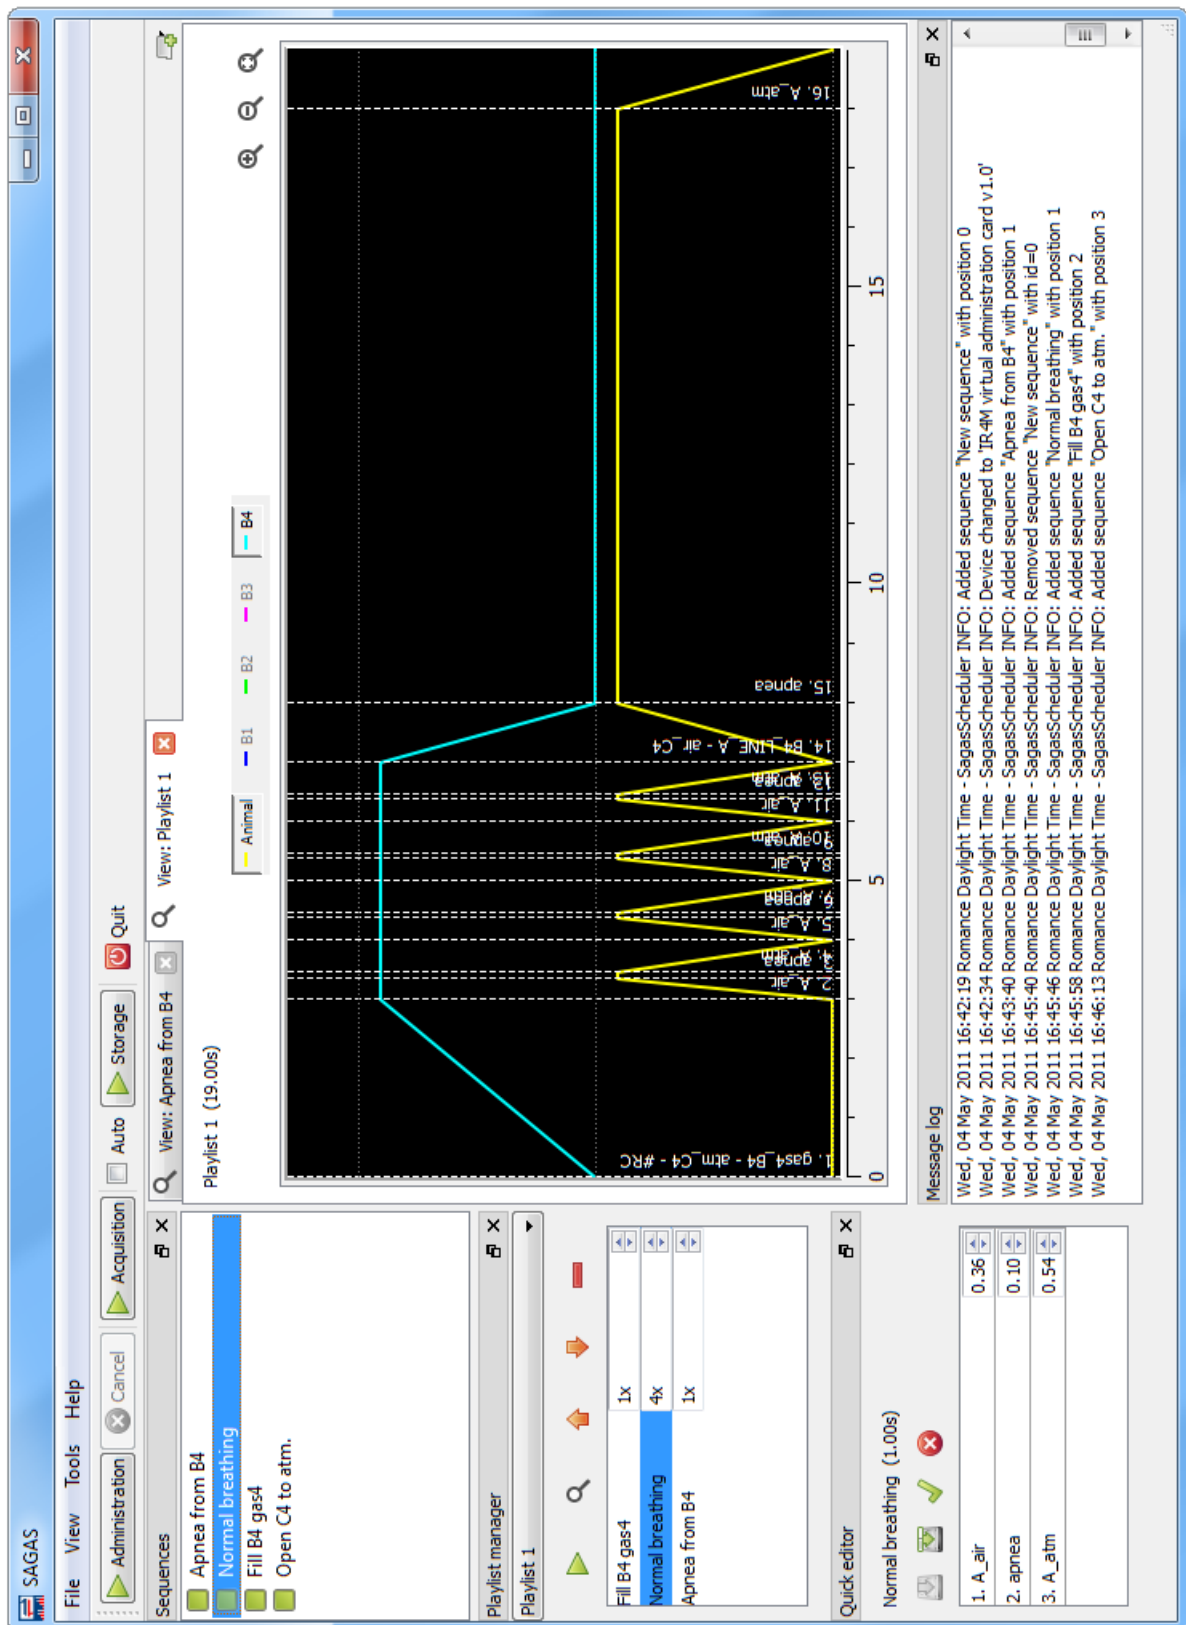 SAGAS
File View Tools Help
Administration Cancel Acquisition Auto Storage Quit
Sequences
Apnea from B4
Normal breathing
Fill B4 gas4
Open C4 to atm.
Playlist manager
Playlist 1
Fill B4 gas4 1x
Normal breathing 4x
Apnea from B4 1x
Quick editor
Normal breathing (1.00s)
1. A_air 0.36
2. apnea 0.10
3. A_atm 0.54
View: Apnea from B4 View: Playlist 1
Playlist 1 (19.00s)
Animal B1 B2 B3 B4
1. gas4_B4 - atm_C4 - #RC
2. A_air
apnea
4. A_atm
5. A_air
apnea
8. A_air
apnea
10. A_atm
11. A_air
apnea
14. B4_LINE_A - air_C4
15. apnea
16. A_atm
0 5 10 15
Message log
Wed, 04 May 2011 16:42:19 Romance Daylight Time - SagasScheduler INFO: Added sequence "New sequence" with position 0
Wed, 04 May 2011 16:42:34 Romance Daylight Time - SagasScheduler INFO: Device changed to 'IR4M virtual administration card v1.0'
Wed, 04 May 2011 16:43:40 Romance Daylight Time - SagasScheduler INFO: Added sequence "Apnea from B4" with position 1
Wed, 04 May 2011 16:45:40 Romance Daylight Time - SagasScheduler INFO: Removed sequence "New sequence" with id=0
Wed, 04 May 2011 16:45:46 Romance Daylight Time - SagasScheduler INFO: Added sequence "Normal breathing" with position 1
Wed, 04 May 2011 16:45:58 Romance Daylight Time - SagasScheduler INFO: Added sequence "Fill B4 gas4" with position 2
Wed, 04 May 2011 16:46:13 Romance Daylight Time - SagasScheduler INFO: Added sequence "Open C4 to atm." with position 3